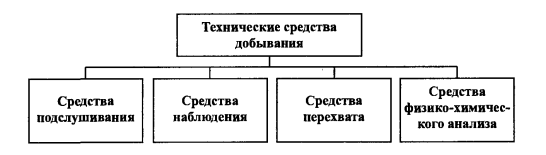 Технические средства
добывания
Средства
подслушивания
Средства
наблюдения
Средства
перехвата
Средства
физико-химичес-
кого анализа